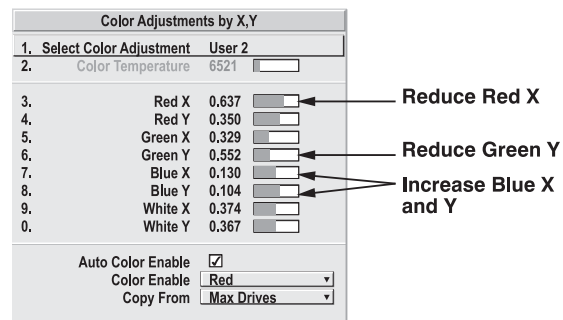 Color Adjustments by X,Y
1. Select Color Adjustment User 2
2. Color Temperature 6521
3. Red X 0.637
4. Red Y 0.350
5. Green X 0.329
6. Green Y 0.552
7. Blue X 0.130
8. Blue Y 0.104
9. White X 0.374
0. White Y 0.367
Auto Color Enable
Color Enable Red
Copy From Max Drives
Reduce Red X
Reduce Green Y
Increase Blue X
and Y